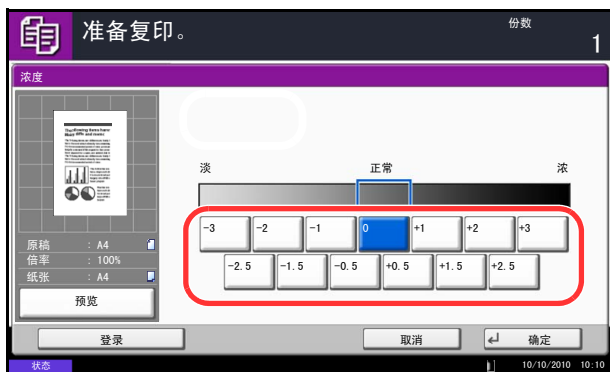 准备复印。
份数
1
浓度
淡 正常 浓
-3 -2 -1 0 +1 +2 +3
-2.5 -1.5 -0.5 +0.5 +1.5 +2.5
原稿 : A4
倍率 : 100%
纸张 : A4
预览
登录 取消 确定
状态 10/10/2010 10:10